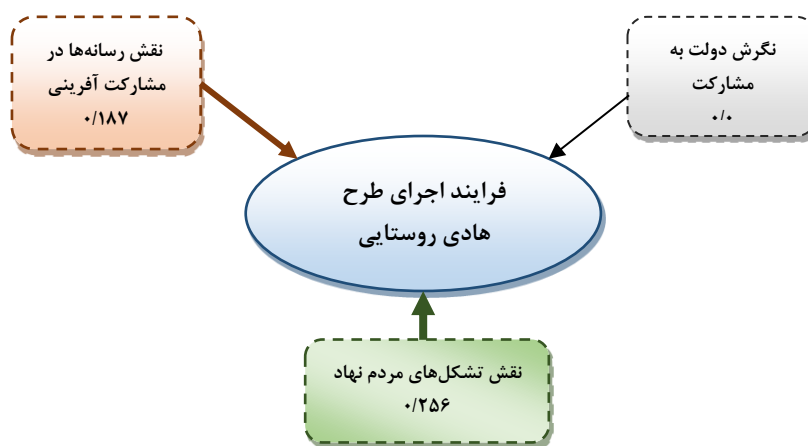 نگرش دولت به
مشارکت
۰/۰
نقش رسانه‌ها در
مشارکت آفرینی
۰/۱۸۷
فرایند اجرای طرح
هادی روستایی
نقش تشکل‌های مردم نهاد
۰/۲۵۶